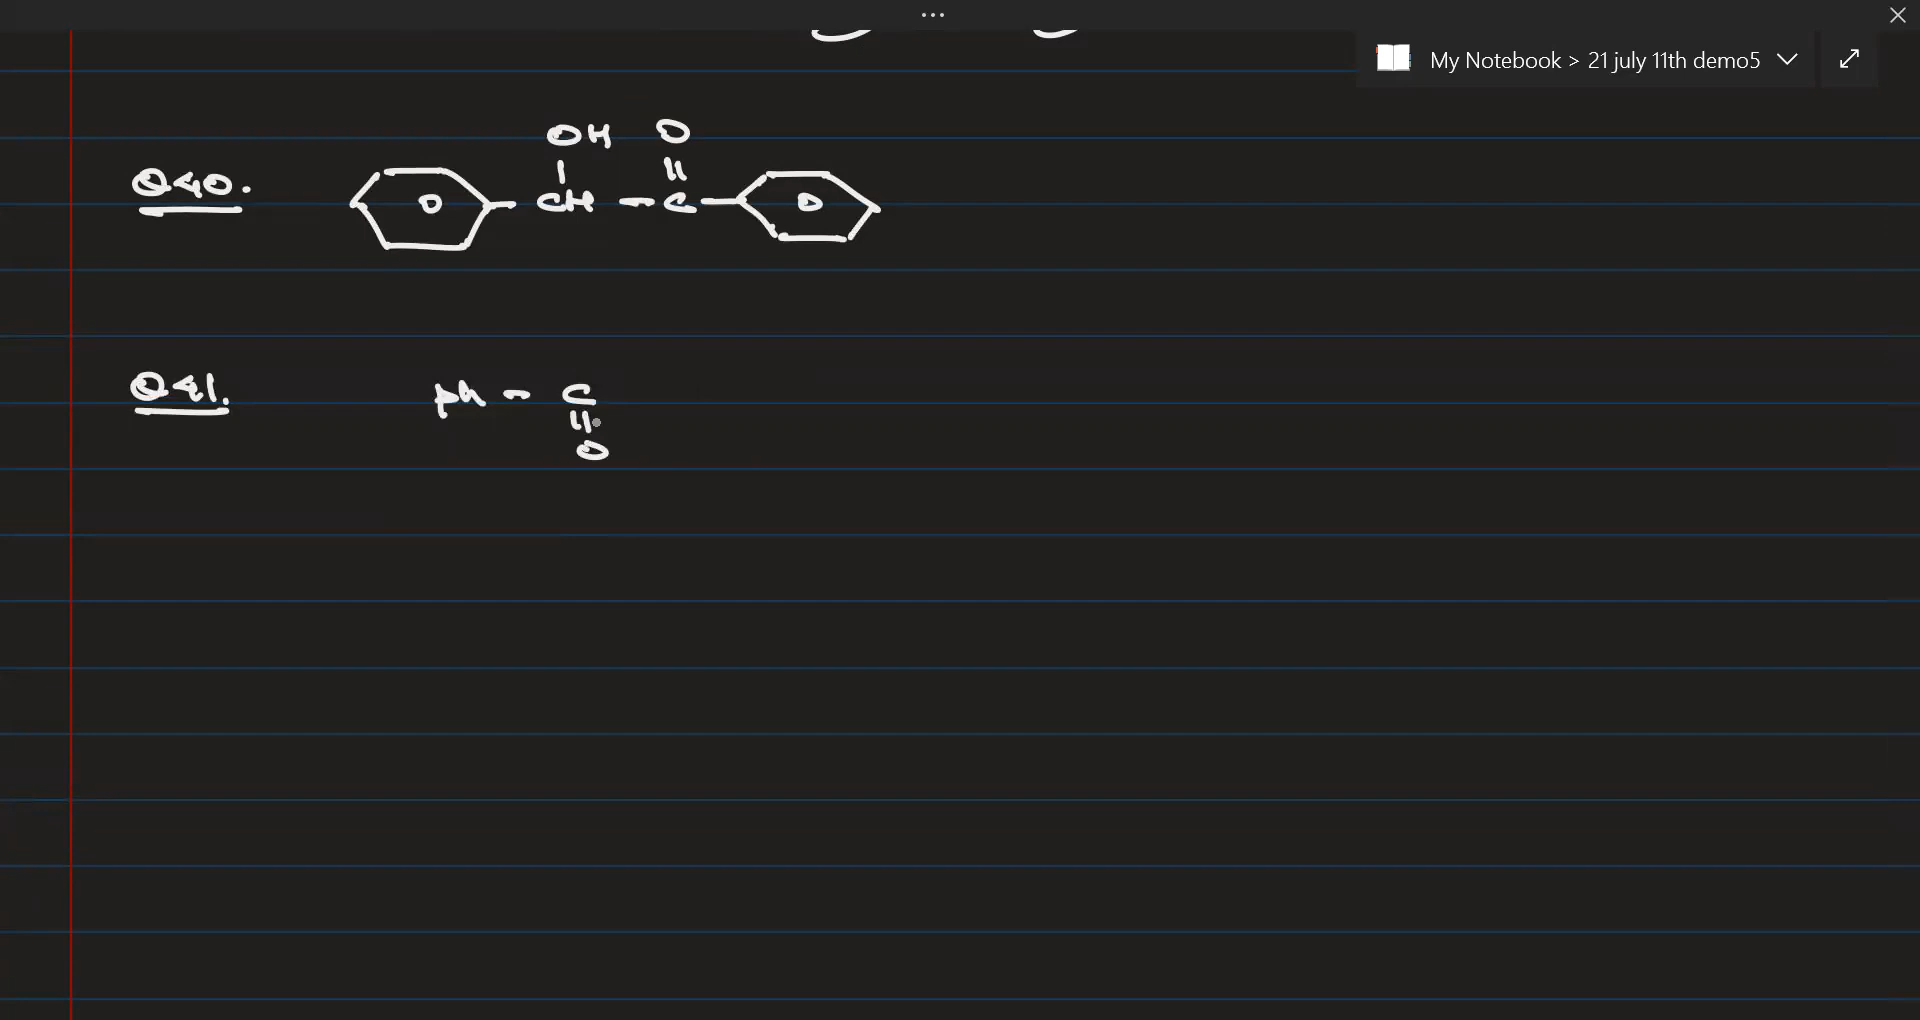 My Notebook > 21 july 11th demo5
OH O
Q40. CH - C
Q41. Ph - C
O